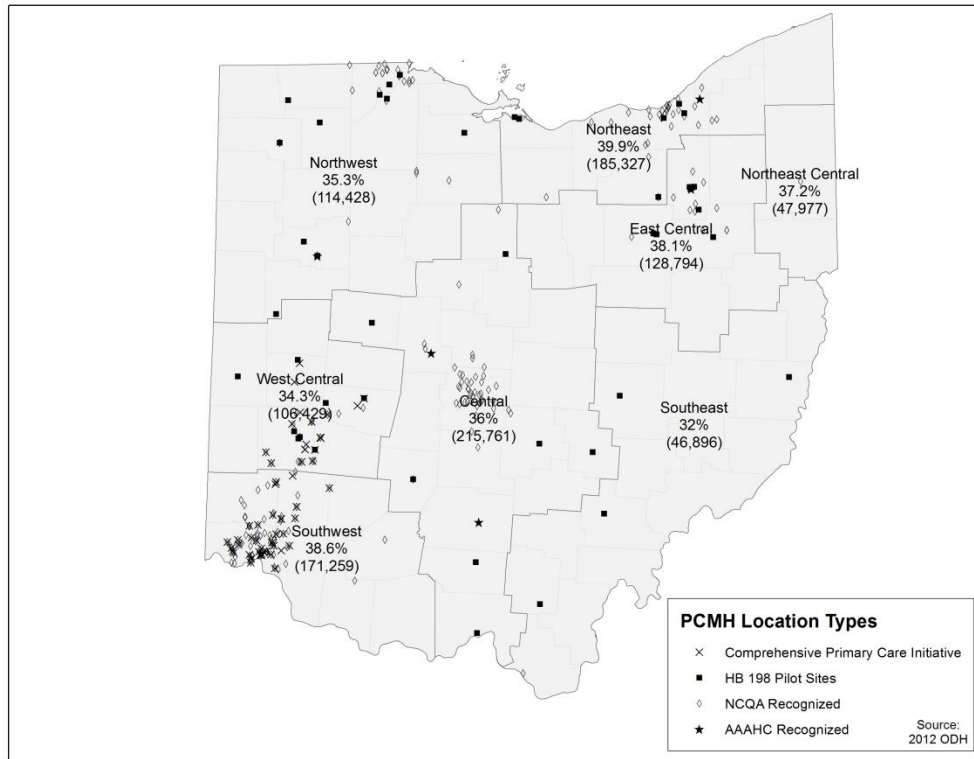 Northeast
39.9%
(185,327)
Northwest
35.3%
(114,428)
Northeast Central
37.2%
(47,977)
East Central
38.1%
(128,794)
West Central
34.3%
(106,429)
Central
36%
(215,761)
Southeast
32%
(46,896)
Southwest
38.6%
(171,259)
PCMH Location Types
Comprehensive Primary Care Initiative
HB 198 Pilot Sites
NCQA Recognized
AAAHC Recognized
Source:
2012 ODH